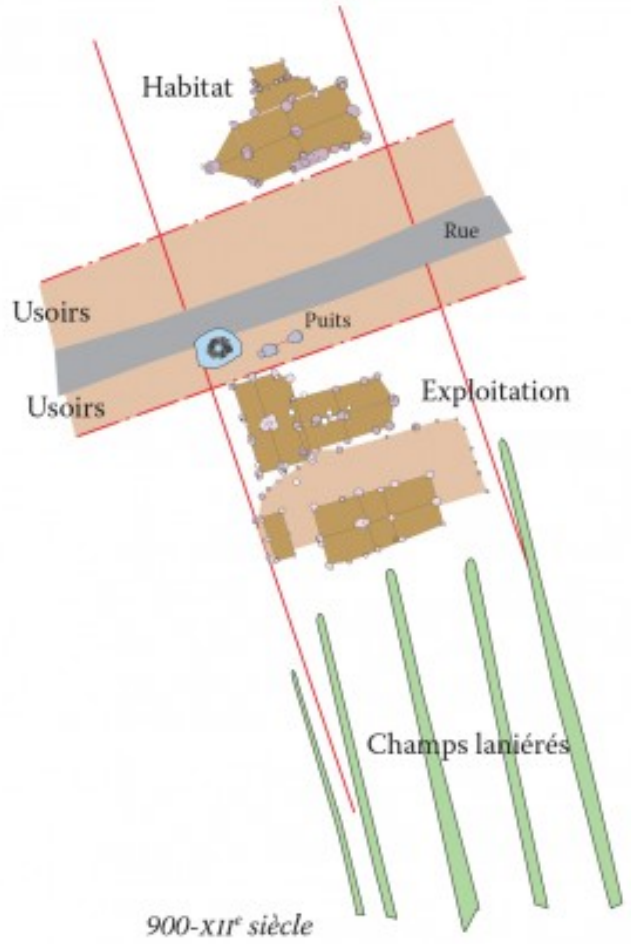 Habitat
Rue
Usoirs
Puits
Usoirs
Exploitation
Champs laniérés
900-XIIᵉ siècle